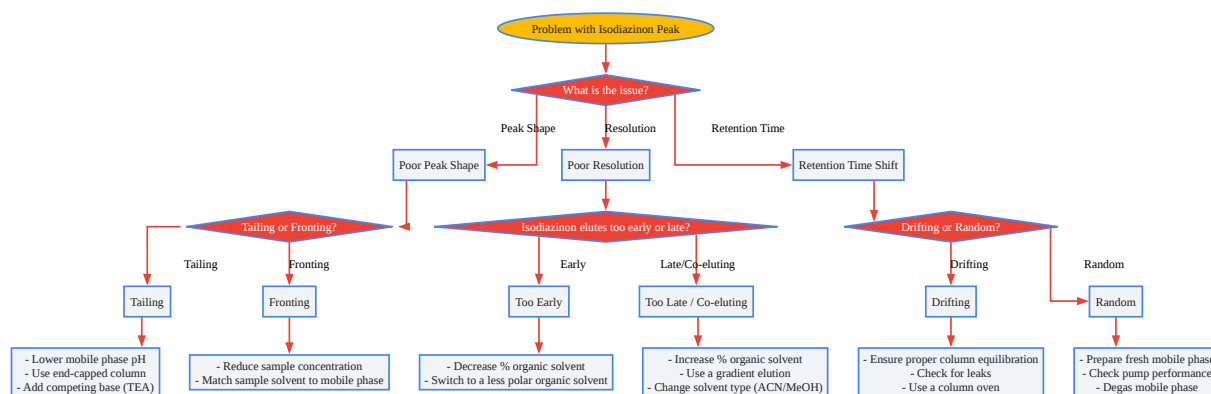 Problem with Isodiazinon Peak
What is the issue?
Peak Shape
Resolution
Retention Time
Poor Peak Shape
Poor Resolution
Retention Time Shift
Tailing or Fronting?
Isodiazinon elutes too early or late?
Drifting or Random?
Tailing
Fronting
Early
Late/Co-eluting
Drifting
Random
Tailing
Fronting
Too Early
Too Late / Co-eluting
Drifting
Random
- Lower mobile phase pH
- Use end-capped column
- Add competing base (TEA)
- Reduce sample concentration
- Match sample solvent to mobile phase
- Decrease % organic solvent
- Switch to a less polar organic solvent
- Increase % organic solvent
- Use a gradient elution
- Change solvent type (ACN/MeOH)
- Ensure proper column equilibration
- Check for leaks
- Use a column oven
- Prepare fresh mobile phase
- Check pump performance
- Degas mobile phase